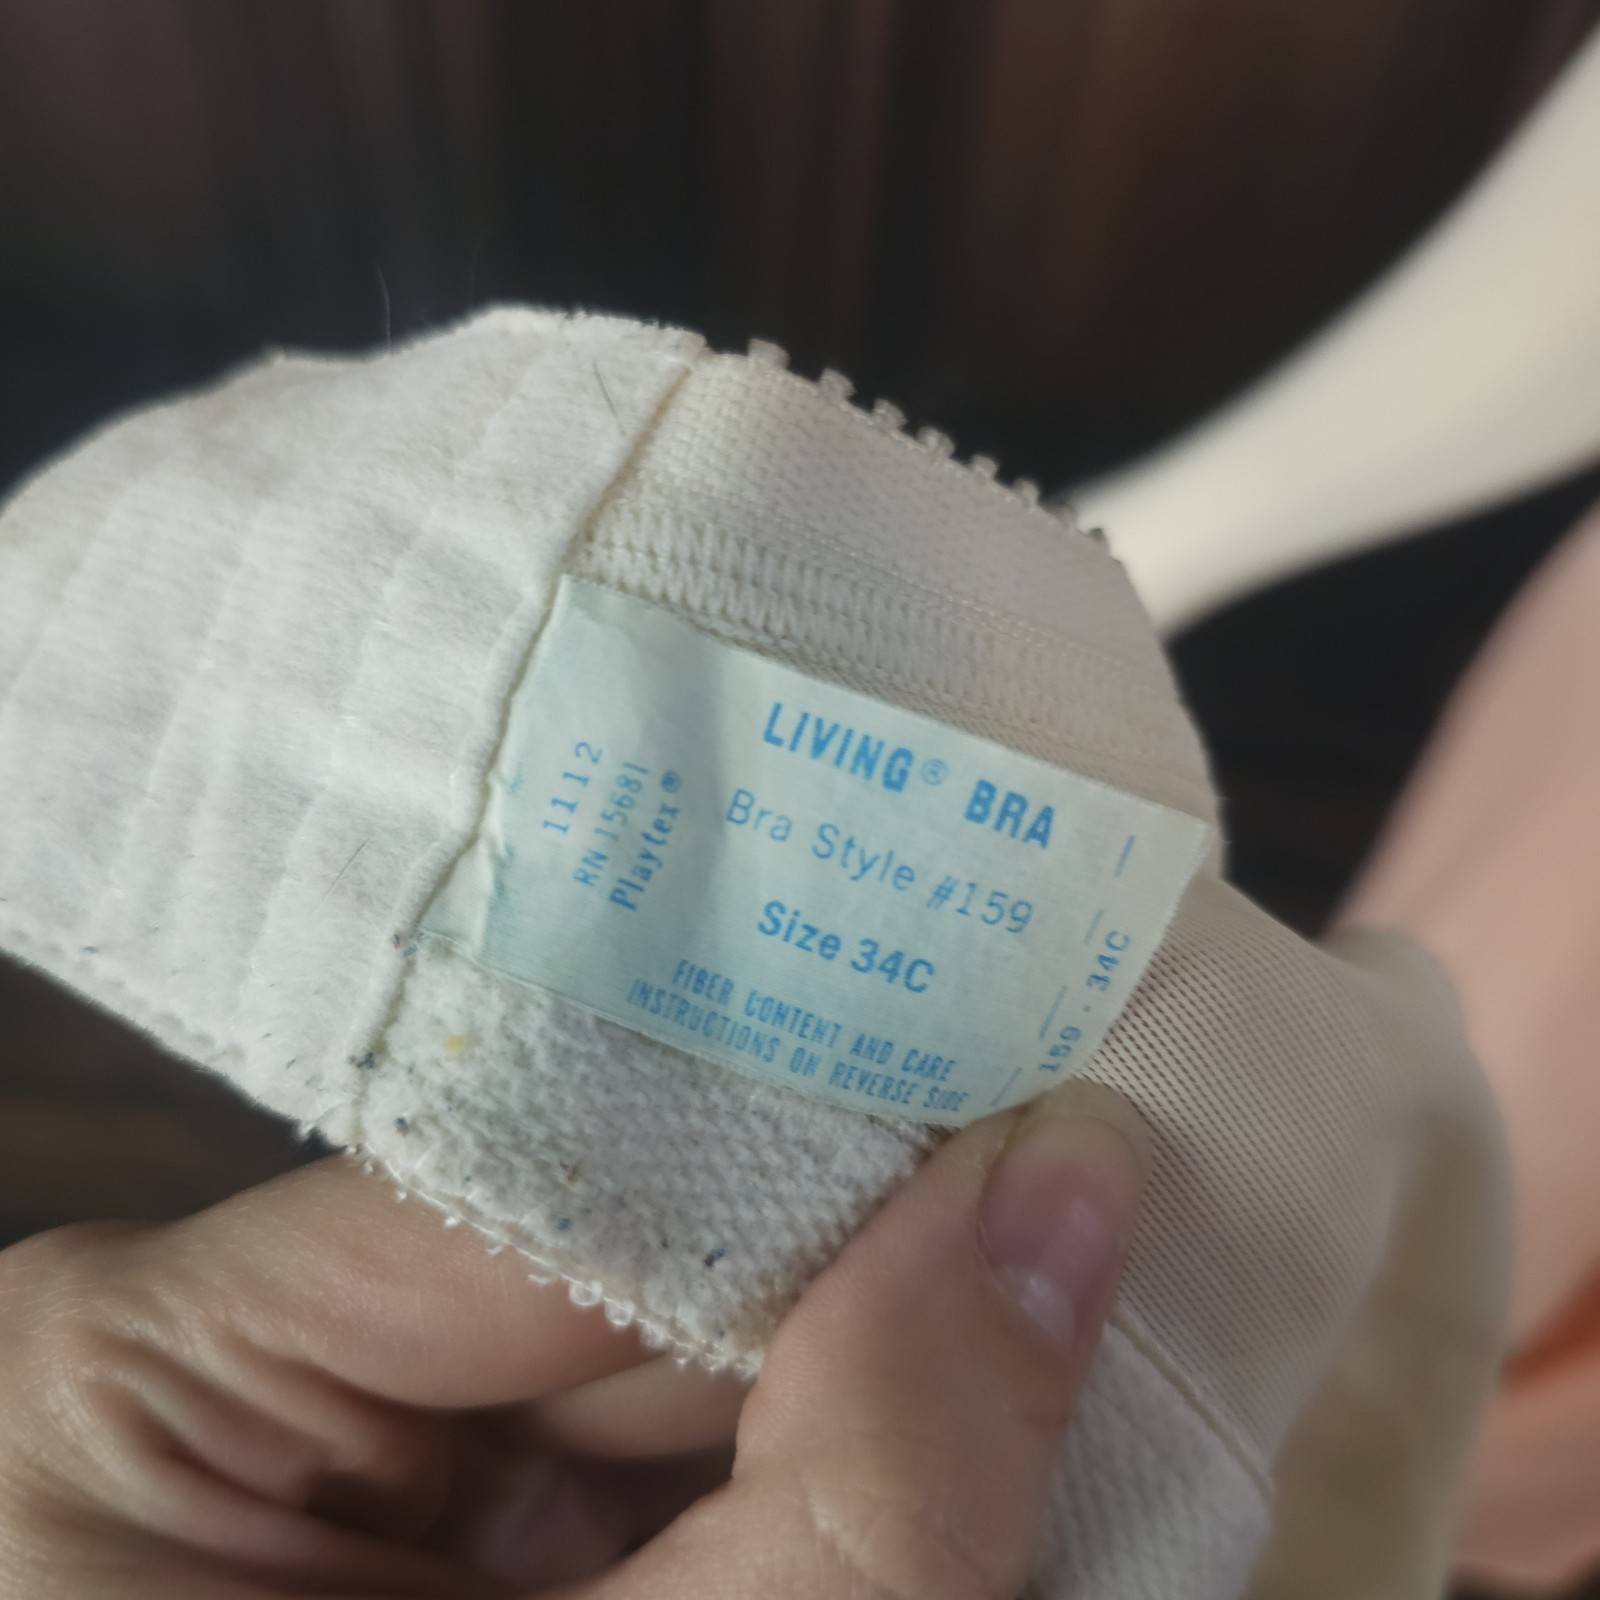 LIVING® BRA
Bra Style #159
Size 34C
FIBER CONTENT AND CARE
INSTRUCTIONS ON REVERSE SIDE
1112
RN 15681
Playtex®
159 · 34C